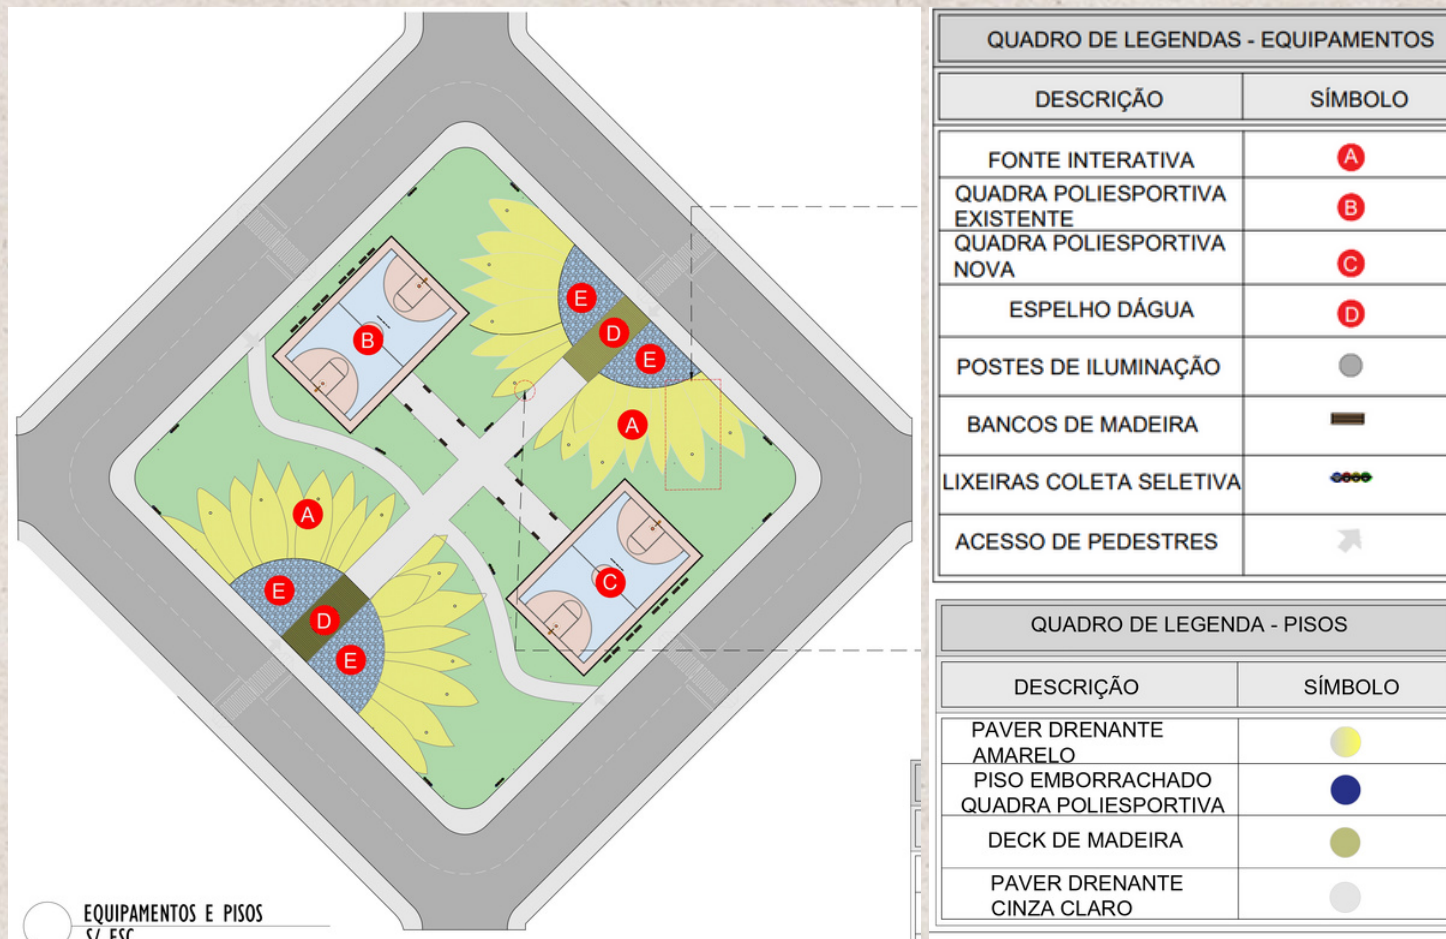 B
E
D
E
A
A
C
E
D
E
EQUIPAMENTOS E PISOS
S/ ESC
QUADRO DE LEGENDAS - EQUIPAMENTOS
DESCRIÇÃO SÍMBOLO
FONTE INTERATIVA A
QUADRA POLIESPORTIVA
EXISTENTE B
QUADRA POLIESPORTIVA
NOVA C
ESPELHO DÁGUA D
POSTES DE ILUMINAÇÃO
BANCOS DE MADEIRA
LIXEIRAS COLETA SELETIVA
ACESSO DE PEDESTRES
QUADRO DE LEGENDA - PISOS
DESCRIÇÃO SÍMBOLO
PAVER DRENANTE
AMARELO
PISO EMBORRACHADO
QUADRA POLIESPORTIVA
DECK DE MADEIRA
PAVER DRENANTE
CINZA CLARO